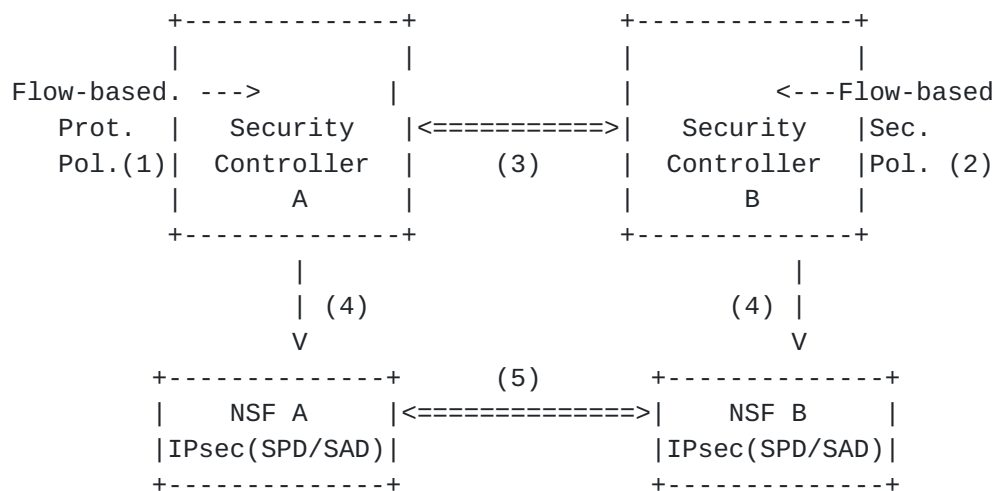 +--------------+             +--------------+
|              |             |              |
Flow-based. --->        |             |         <---Flow-based
Prot.  |   Security   |<===========>|   Security   |Sec.
Pol.(1)|  Controller  |     (3)     |  Controller  |Pol. (2)
|       A      |             |       B      |
+--------------+             +--------------+
|                              |
| (4)                      (4) |
V                              V
+--------------+      (5)       +--------------+
|    NSF A     |<==============>|    NSF B     |
|IPsec(SPD/SAD)|                |IPsec(SPD/SAD)|
+--------------+                +--------------+